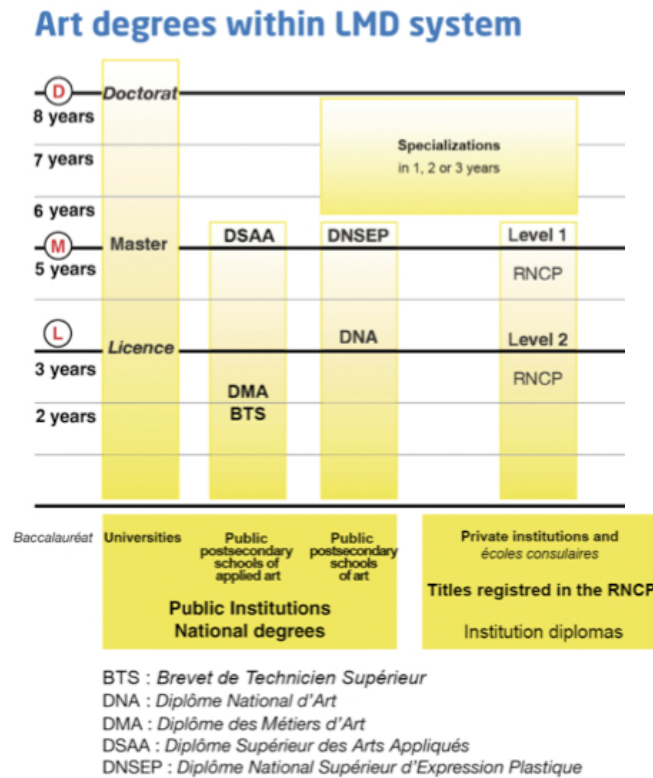 Art degrees within LMD system
D
Doctorat
8 years
Specializations
in 1, 2 or 3 years
7 years
6 years
DSAA
DNSEP
Level 1
M
Master
5 years
RNCP
L
DNA
Level 2
Licence
3 years
RNCP
DMA
BTS
2 years
Baccalauréat
Universities
Public
postsecondary
schools of
applied art
Public
postsecondary
schools
of art
Public Institutions
National degrees
Private institutions and
écoles consulaires
Titles registred in the RNCP
Institution diplomas
BTS : Brevet de Technicien Supérieur
DNA : Diplôme National d'Art
DMA : Diplôme des Métiers d'Art
DSAA : Diplôme Supérieur des Arts Appliqués
DNSEP : Diplôme National Supérieur d'Expression Plastique